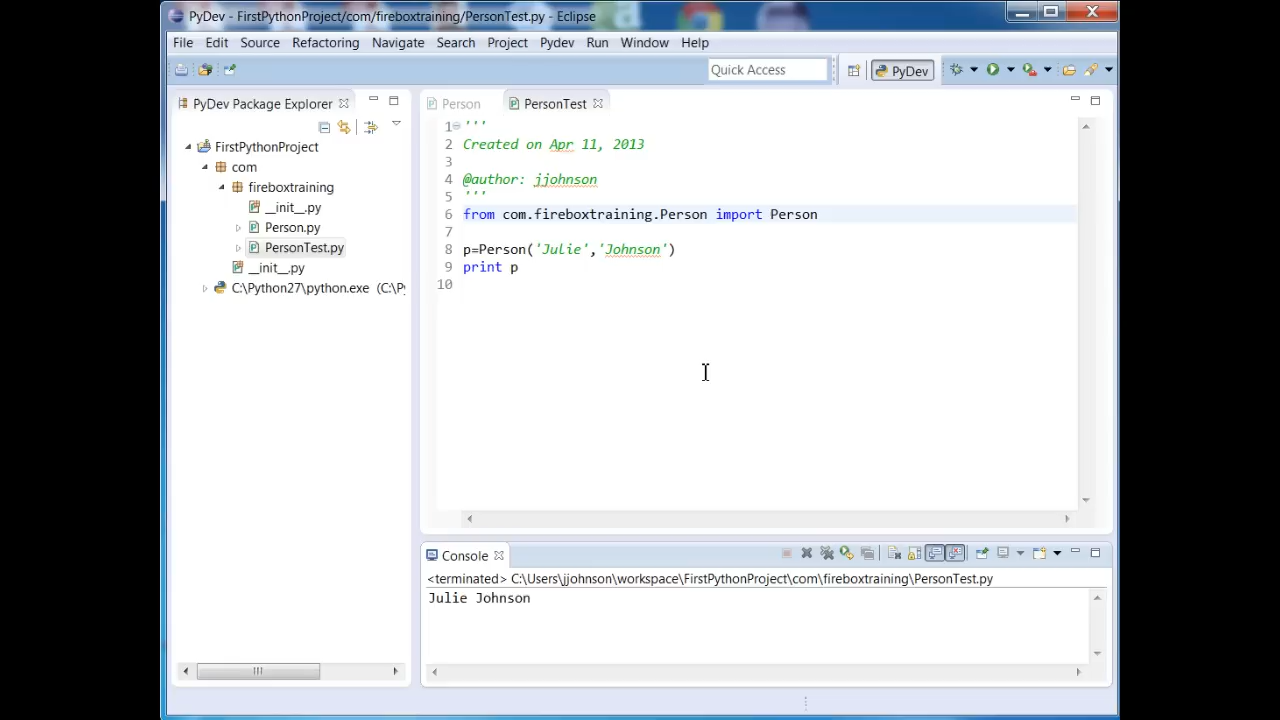 PyDev - FirstPythonProject/com/fireboxtraining/PersonTest.py - Eclipse
File Edit Source Refactoring Navigate Search Project Pydev Run Window Help
Quick Access
PyDev
PyDev Package Explorer
FirstPythonProject
com
fireboxtraining
__init__.py
Person.py
PersonTest.py
__init__.py
C:\Python27\python.exe (C:\Py
Person PersonTest
1 '''
2 Created on Apr 11, 2013
3
4 @author: jjohnson
5 '''
6 from com.fireboxtraining.Person import Person
7
8 p=Person('Julie','Johnson')
9 print p
10
Console
<terminated> C:\Users\jjohnson\workspace\FirstPythonProject\com\fireboxtraining\PersonTest.py
Julie Johnson